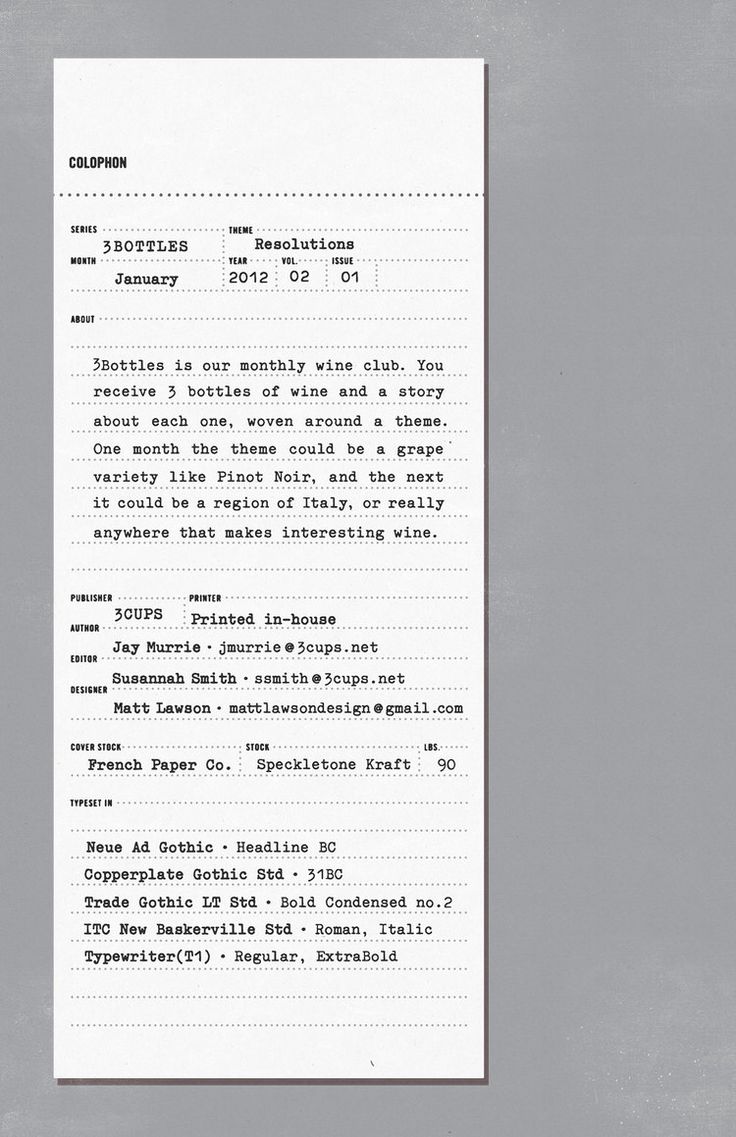 COLOPHON
SERIES THEME
3BOTTLES Resolutions
MONTH YEAR VOL. ISSUE
January 2012 02 01
ABOUT
3Bottles is our monthly wine club. You
receive 3 bottles of wine and a story
about each one, woven around a theme.
One month the theme could be a grape
variety like Pinot Noir, and the next
it could be a region of Italy, or really
anywhere that makes interesting wine.
PUBLISHER PRINTER
3CUPS Printed in-house
AUTHOR
Jay Murrie • jmurrie@3cups.net
EDITOR
Susannah Smith • ssmith@3cups.net
DESIGNER
Matt Lawson • mattlawsondesign@gmail.com
COVER STOCK STOCK LBS.
French Paper Co. Speckletone Kraft 90
TYPESET IN
Neue Ad Gothic • Headline BC
Copperplate Gothic Std • 31BC
Trade Gothic LT Std • Bold Condensed no.2
ITC New Baskerville Std • Roman, Italic
Typewriter(T1) • Regular, ExtraBold